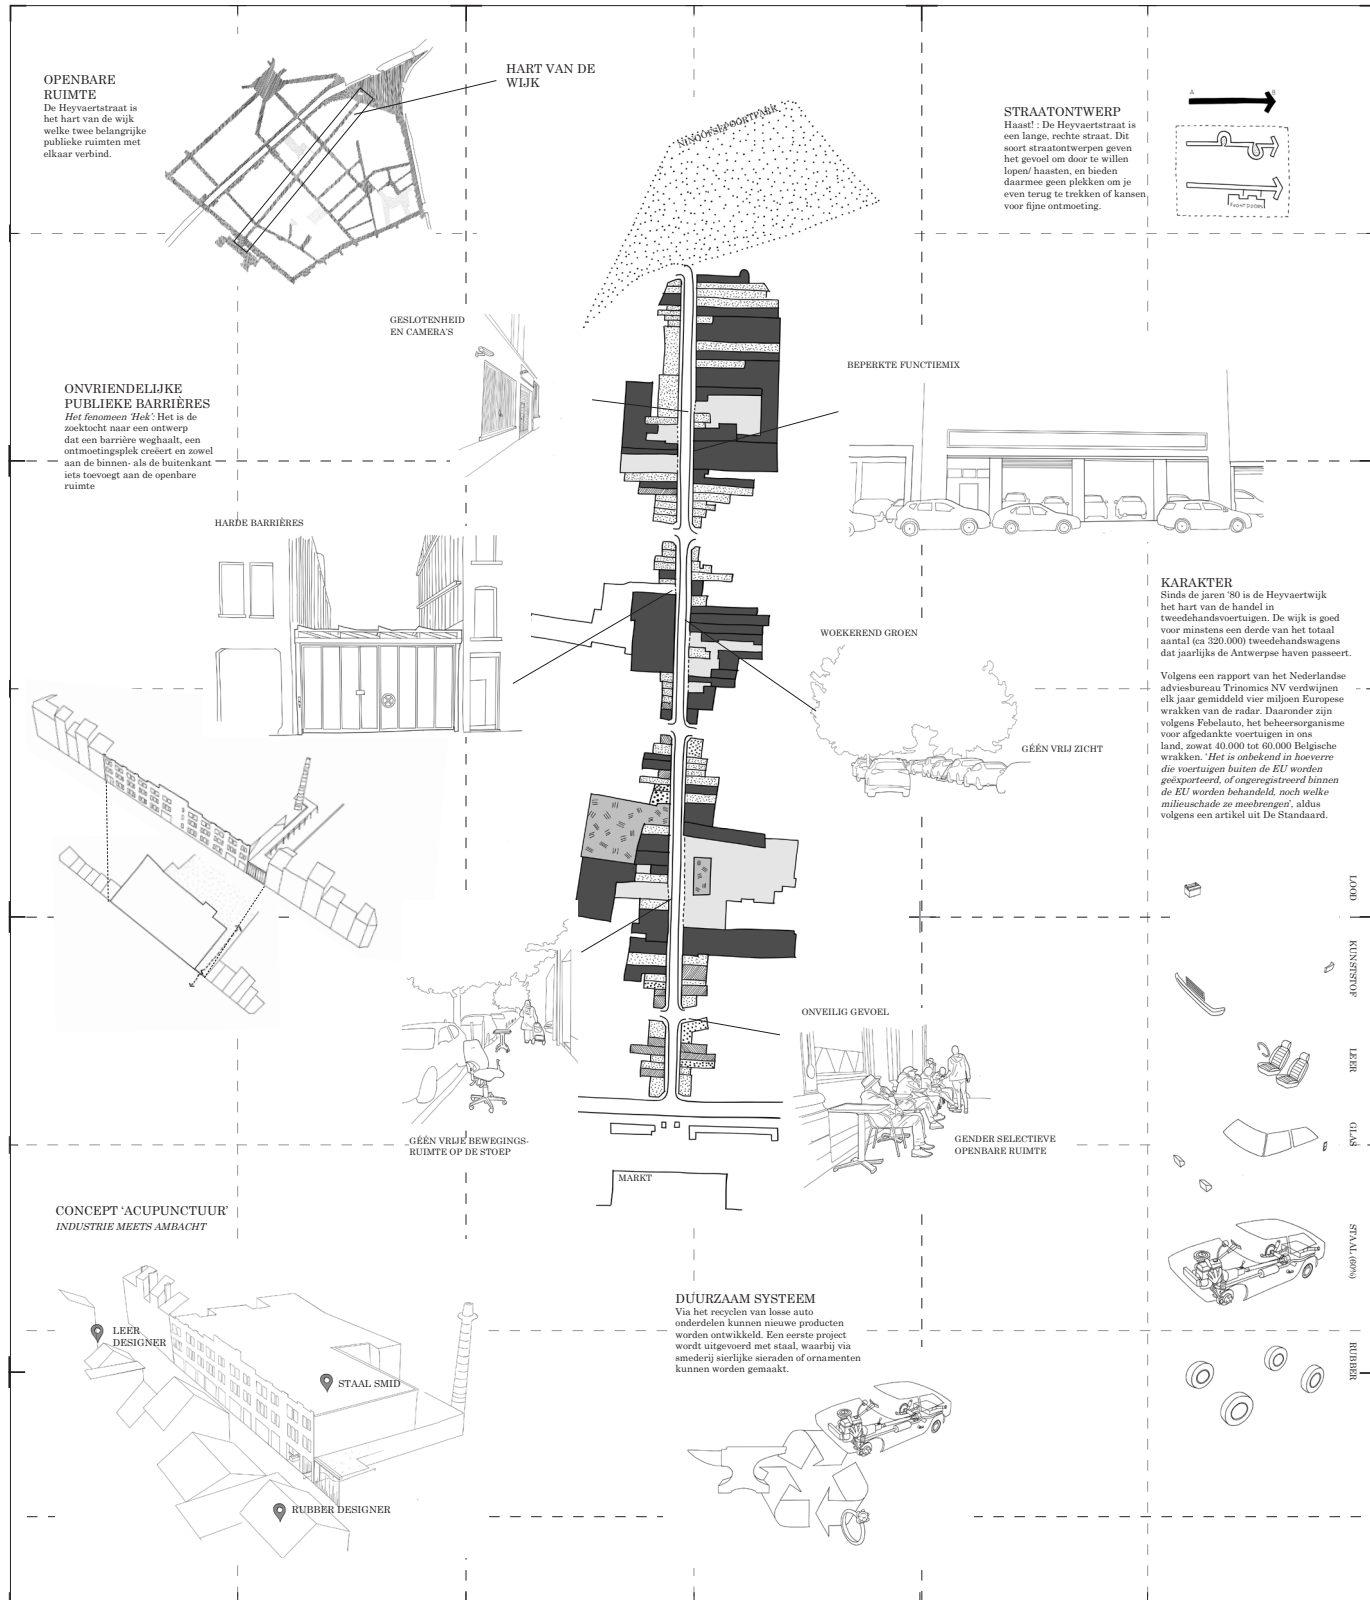 OPENBARE
RUIMTE
De Heyvaertstraat is
het hart van de wijk
welke twee belangrijke
publieke ruimten met
elkaar verbind.
HART VAN DE
WIJK
NINOOFSEPOORTPARK
STRAATONTWERP
Haast! : De Heyvaertstraat is
een lange, rechte straat. Dit
soort straatontwerpen geven
het gevoel om door te willen
lopen/ haasten, en bieden
daarmee geen plekken om je
even terug te trekken of kansen
voor fijne ontmoeting.
A
B
FRONT DOORS
GESLOTENHEID
EN CAMERA'S
BEPERKTE FUNCTIEMIX
ONVRIENDELIJKE
PUBLIEKE BARRIÈRES
Het fenomeen 'Hek': Het is de
zoektocht naar een ontwerp
dat een barrière weghaalt, een
ontmoetingsplek creëert en zowel
aan de binnen- als de buitenkant
iets toevoegt aan de openbare
ruimte
HARDE BARRIÈRES
KARAKTER
Sinds de jaren '80 is de Heyvaertwijk
het hart van de handel in
tweedehandsvoertuigen. De wijk is goed
voor minstens een derde van het totaal
aantal (ca 320.000) tweedehandswagens
dat jaarlijks de Antwerpse haven passeert.
Volgens een rapport van het Nederlandse
adviesbureau Trinomics NV verdwijnen
elk jaar gemiddeld vier miljoen Europese
wrakken van de radar. Daaronder zijn
volgens Febelauto, het beheersorganisme
voor afgedankte voertuigen in ons
land, zowat 40.000 tot 60.000 Belgische
wrakken. 'Het is onbekend in hoeverre
die voertuigen buiten de EU worden
geëxporteerd, of ongeregistreerd binnen
de EU worden behandeld, noch welke
milieuschade ze meebrengen', aldus
volgens een artikel uit De Standaard.
WOEKEREND GROEN
GÉÉN VRIJ ZICHT
LOOD
KUNSTSTOF
LEER
GLAS
STAAL (60%)
RUBBER
ONVEILIG GEVOEL
GÉÉN VRIJE BEWEGINGS-
RUIMTE OP DE STOEP
GENDER SELECTIEVE
OPENBARE RUIMTE
MARKT
CONCEPT 'ACUPUNCTUUR'
INDUSTRIE MEETS AMBACHT
LEER
DESIGNER
STAAL SMID
RUBBER DESIGNER
DUURZAAM SYSTEEM
Via het recyclen van losse auto
onderdelen kunnen nieuwe producten
worden ontwikkeld. Een eerste project
wordt uitgevoerd met staal, waarbij via
smederij sierlijke sieraden of ornamenten
kunnen worden gemaakt.